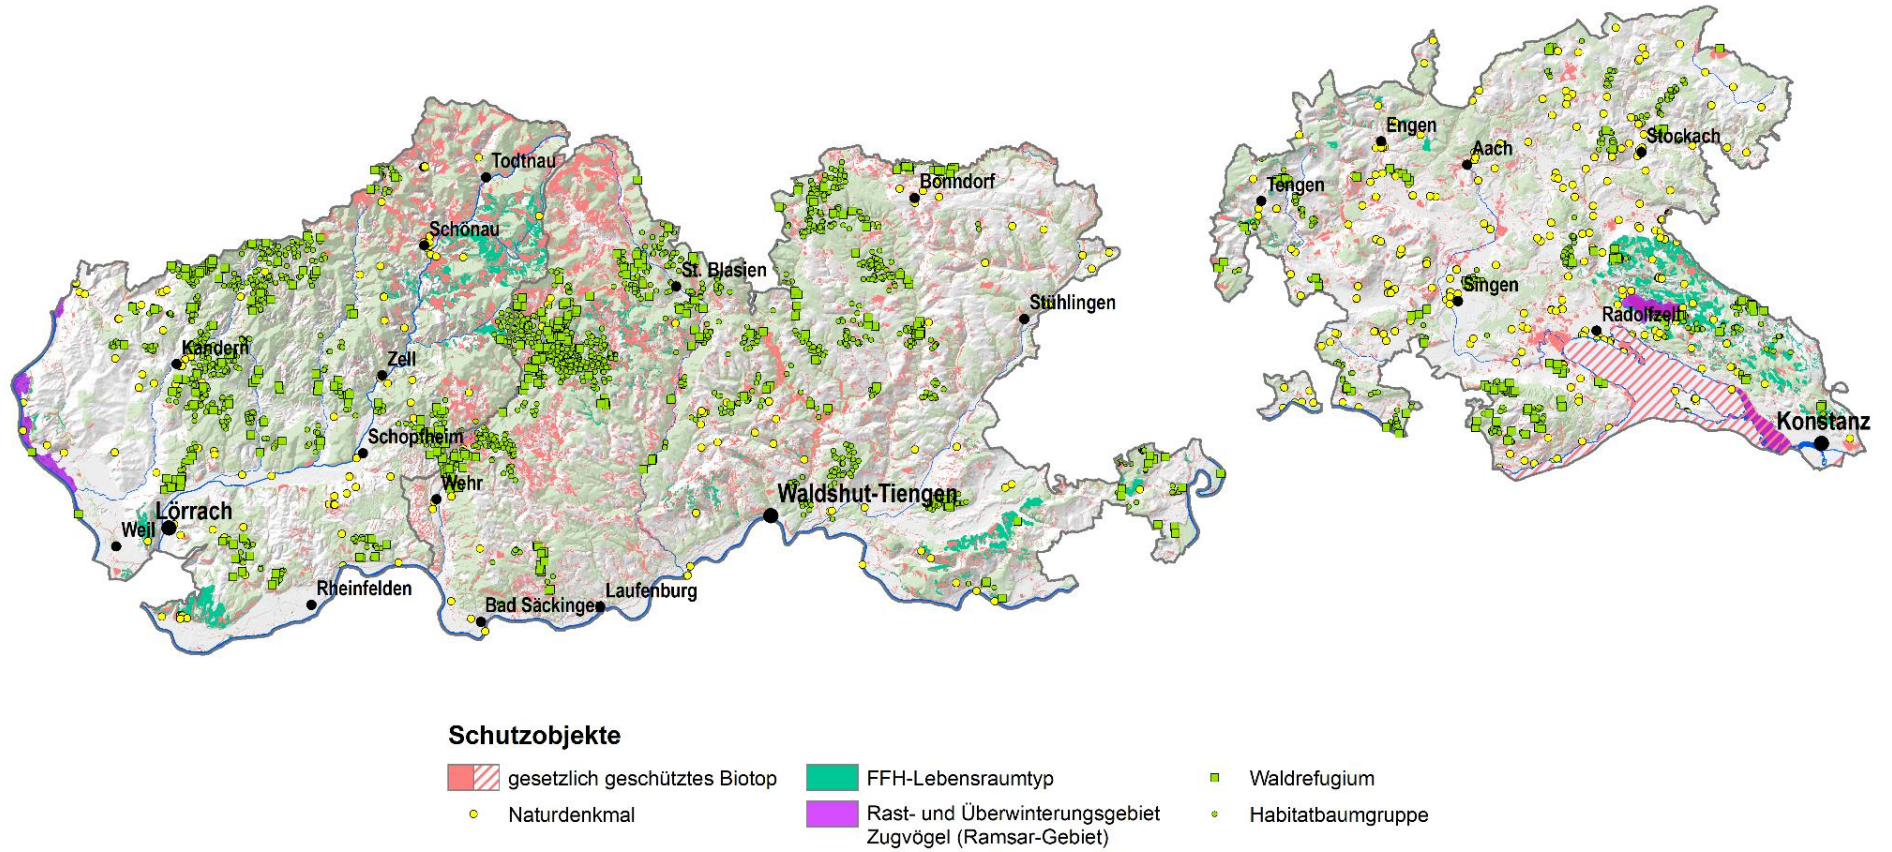 Engen
Aach
Stockach
Tengen
Todtnau
Bonndorf
Schönau
St. Blasien
Singen
Stühlingen
Radolfzell
Kandern
Zell
Konstanz
Schopfheim
Wehr
Waldshut-Tiengen
Lörrach
Weil
Rheinfelden
Laufenburg
Bad Säckingen
Schutzobjekte
gesetzlich geschütztes Biotop
FFH-Lebensraumtyp
Waldrefugium
Naturdenkmal
Rast- und Überwinterungsgebiet
Zugvögel (Ramsar-Gebiet)
Habitatbaumgruppe